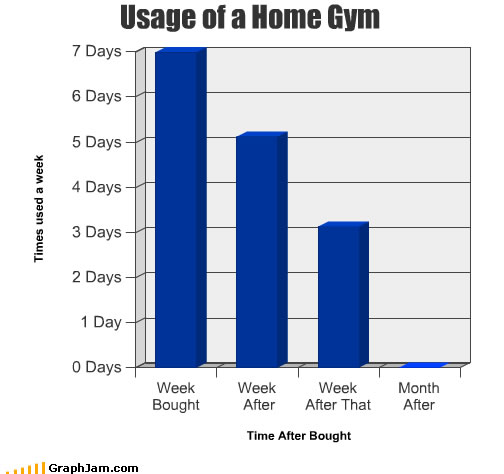 Usage of a Home Gym
7 Days
6 Days
5 Days
4 Days
3 Days
2 Days
1 Day
0 Days
Times used a week
Week
Bought
Week
After
Week
After That
Month
After
Time After Bought
GraphJam.com